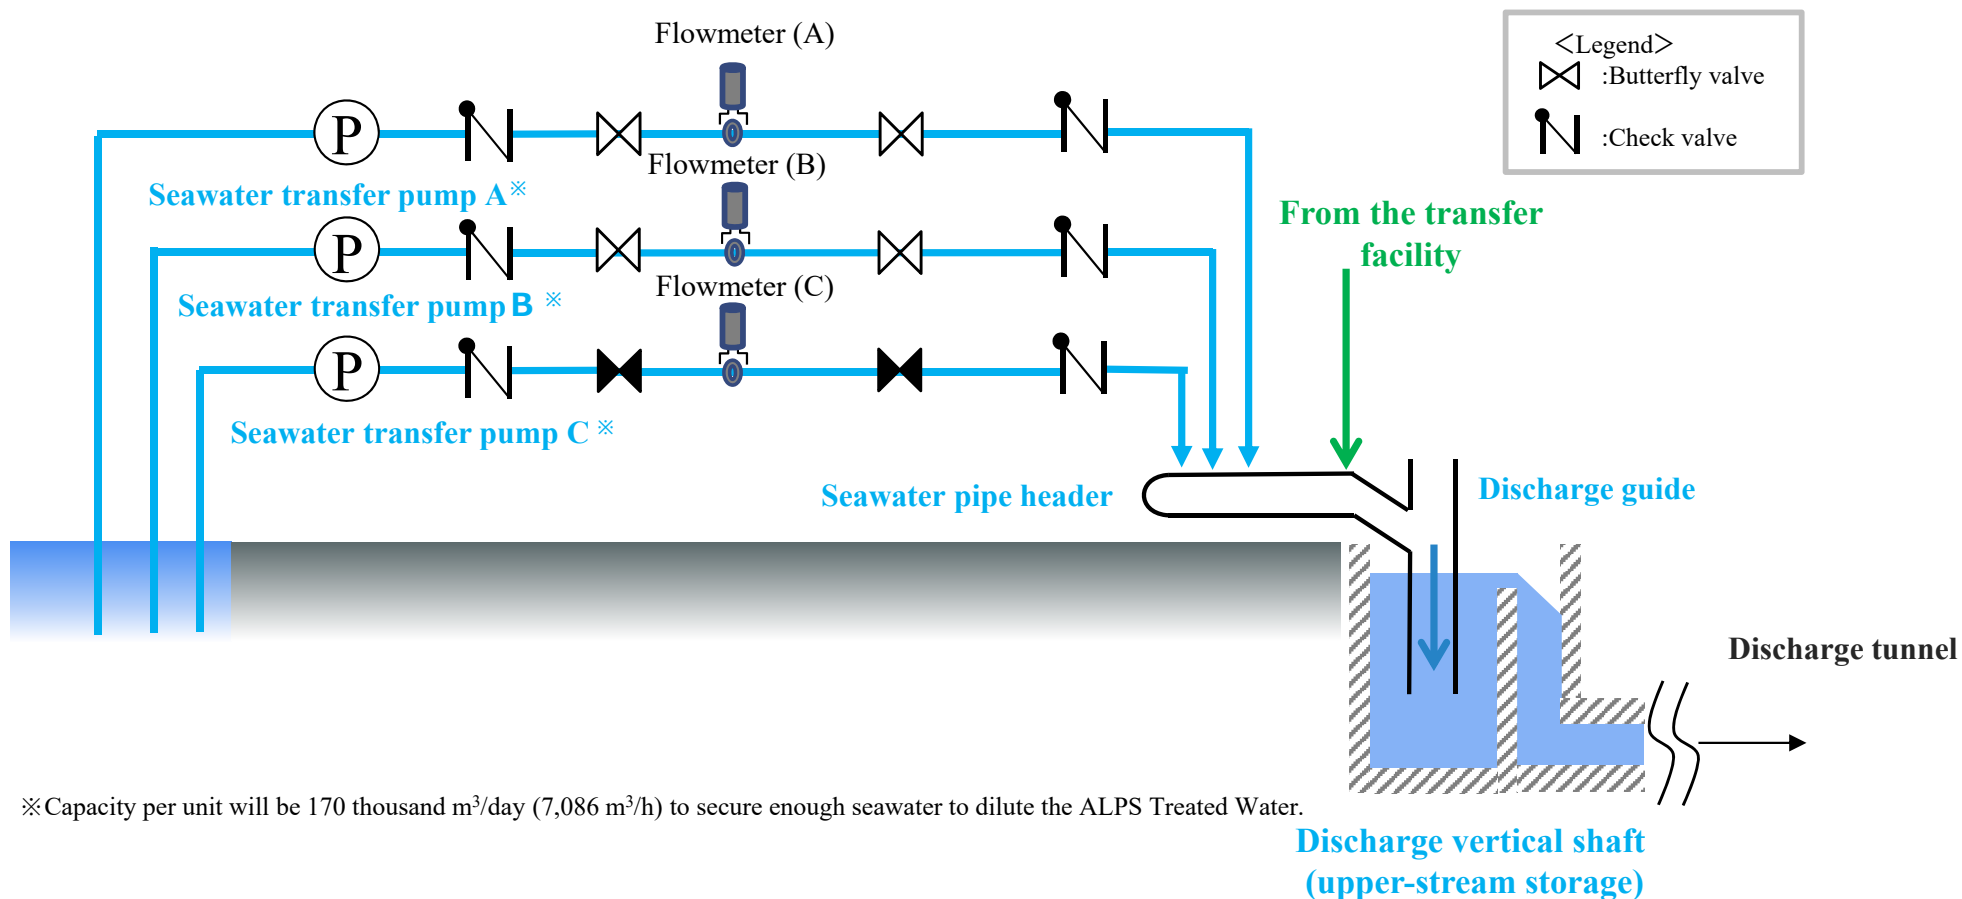 Flowmeter (A)
<Legend>
:Butterfly valve
:Check valve
P
Seawater transfer pump A※
Flowmeter (B)
P
Seawater transfer pump B ※
Flowmeter (C)
P
Seawater transfer pump C ※
From the transfer
facility
Seawater pipe header
Discharge guide
Discharge tunnel
※Capacity per unit will be 170 thousand m³/day (7,086 m³/h) to secure enough seawater to dilute the ALPS Treated Water.
Discharge vertical shaft
(upper-stream storage)